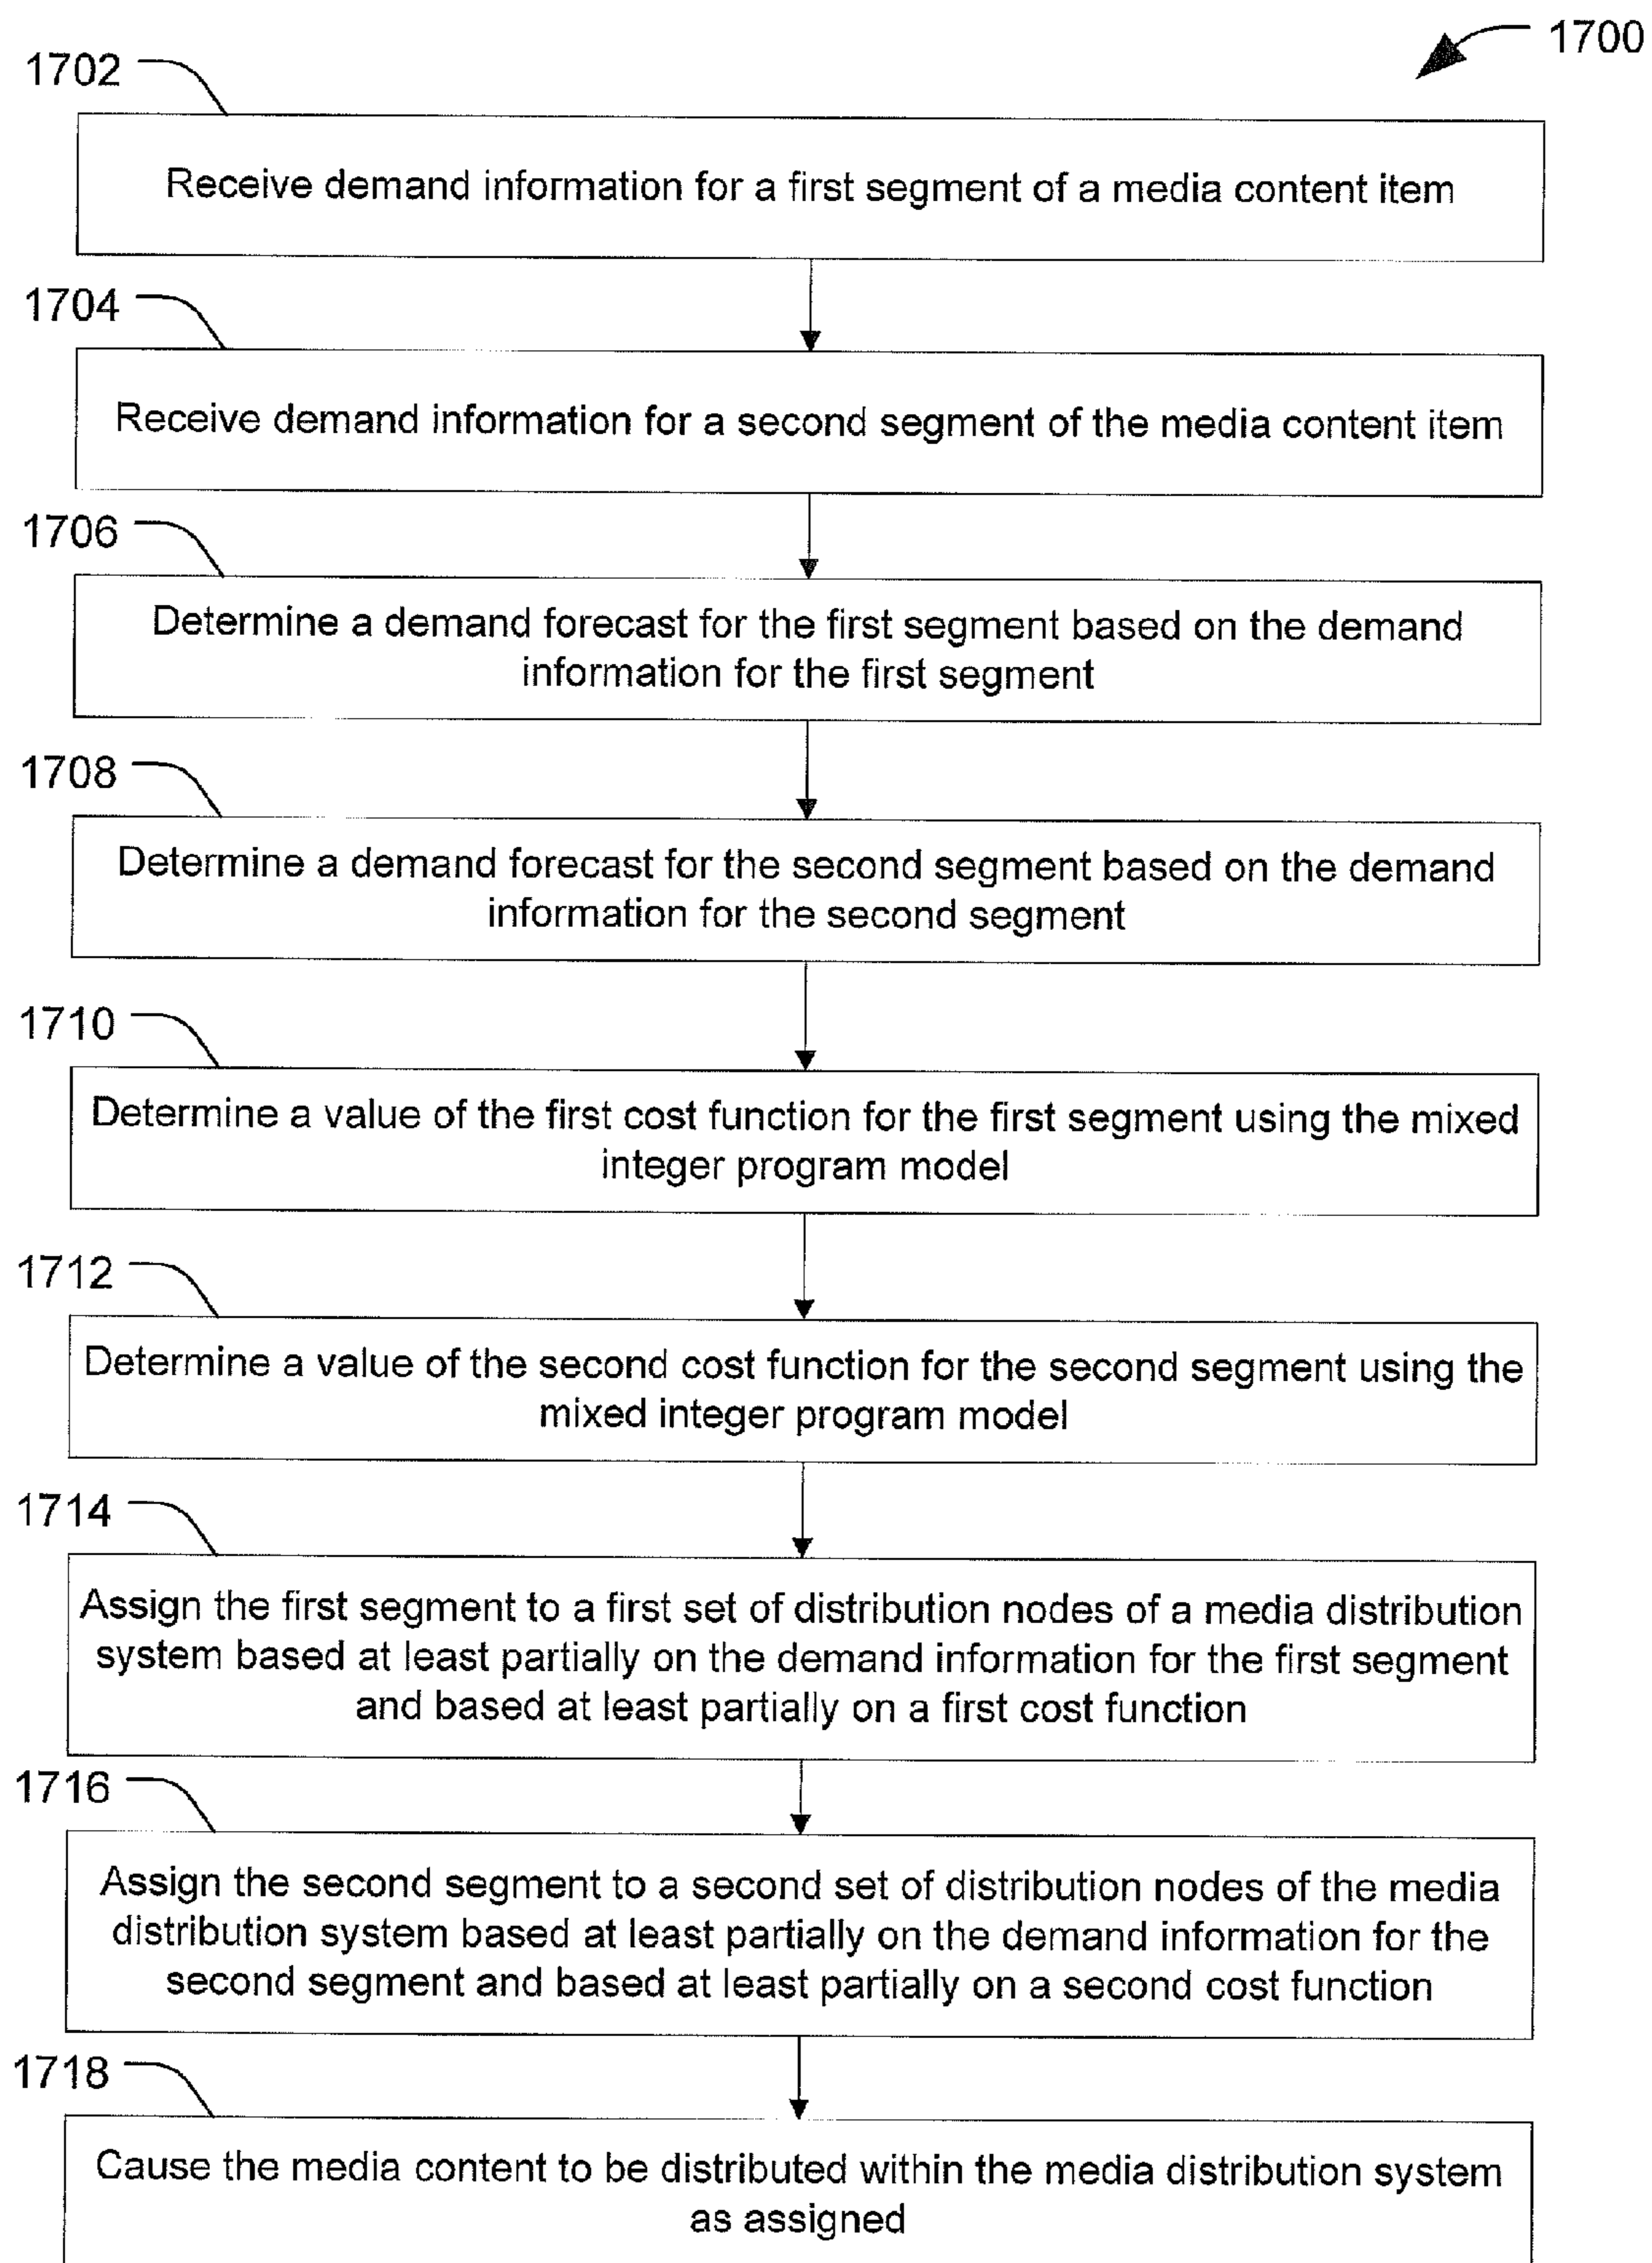 1700
1702
Receive demand information for a first segment of a media content item
1704
Receive demand information for a second segment of the media content item
1706
Determine a demand forecast for the first segment based on the demand
information for the first segment
1708
Determine a demand forecast for the second segment based on the demand
information for the second segment
1710
Determine a value of the first cost function for the first segment using the mixed
integer program model
1712
Determine a value of the second cost function for the second segment using the
mixed integer program model
1714
Assign the first segment to a first set of distribution nodes of a media distribution
system based at least partially on the demand information for the first segment
and based at least partially on a first cost function
1716
Assign the second segment to a second set of distribution nodes of the media
distribution system based at least partially on the demand information for the
second segment and based at least partially on a second cost function
1718
Cause the media content to be distributed within the media distribution system
as assigned